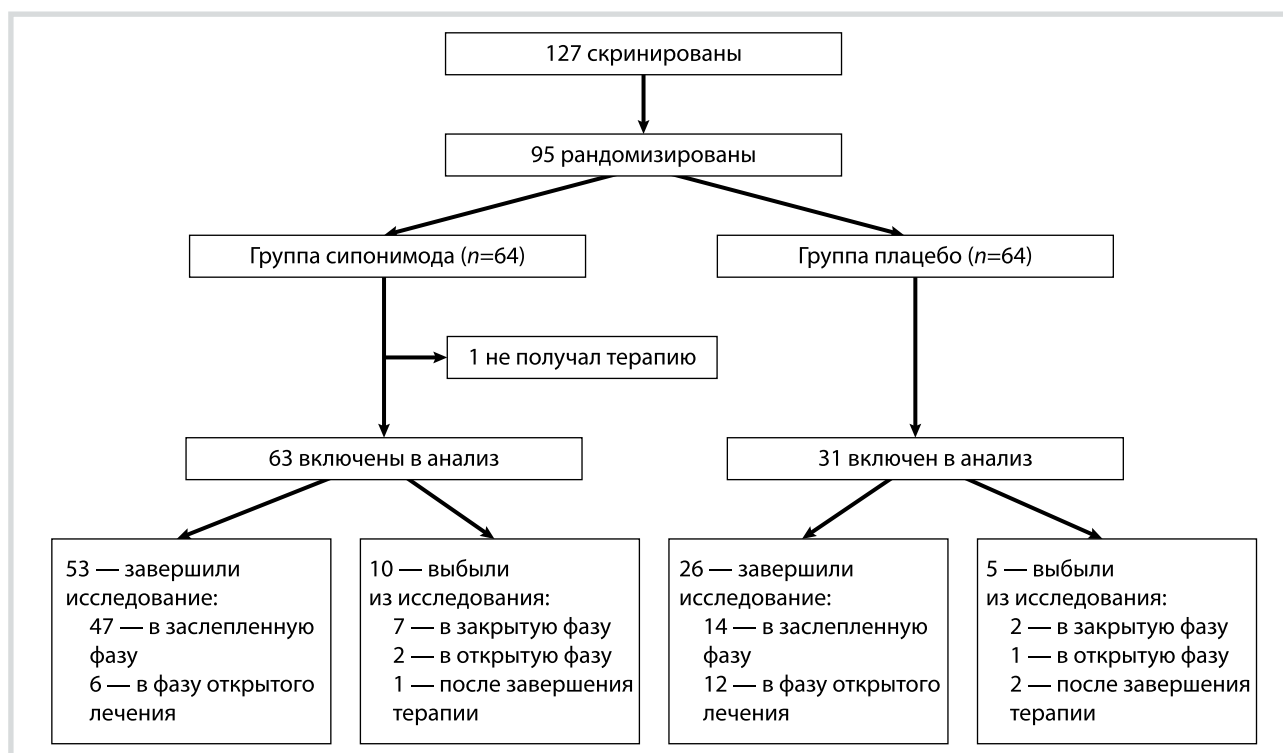 127 скринированы
95 рандомизированы
Группа сипонимода (n=64)
Группа плацебо (n=64)
1 не получал терапию
63 включены в анализ
31 включен в анализ
53 — завершили
исследование:
47 — в заслепленную
фазу
6 — в фазу открытого
лечения
10 — выбыли
из исследования:
7 — в закрытую фазу
2 — в открытую фазу
1 — после завершения
терапии
26 — завершили
исследование:
14 — в заслепленную
фазу
12 — в фазу открытого
лечения
5 — выбыли
из исследования:
2 — в закрытую фазу
1 — в открытую фазу
2 — после завершения
терапии